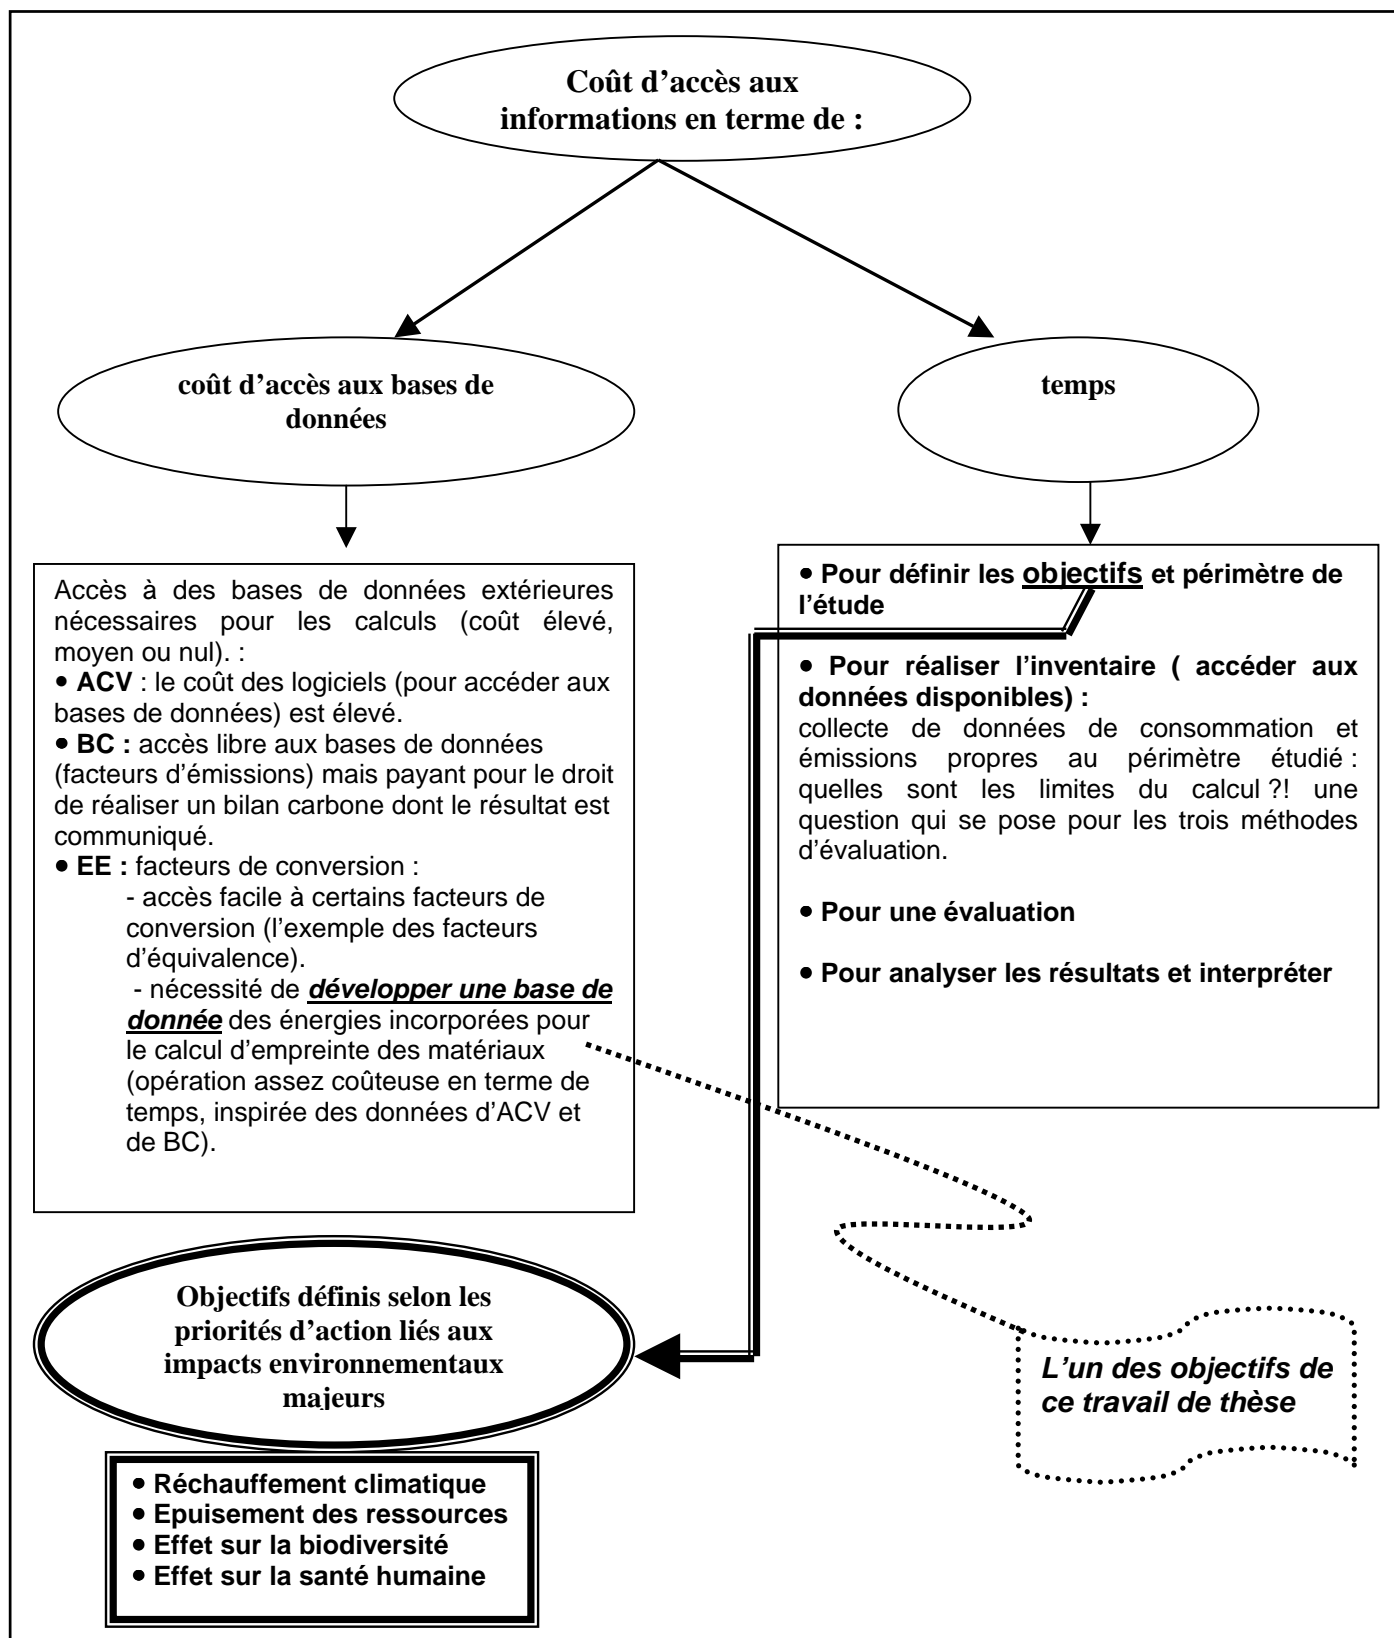 Coût d’accès aux
informations en terme de :
coût d’accès aux bases de
données
temps
Accès à des bases de données extérieures
nécessaires pour les calculs (coût élevé,
moyen ou nul). :
• ACV : le coût des logiciels (pour accéder aux
bases de données) est élevé.
• BC : accès libre aux bases de données
(facteurs d’émissions) mais payant pour le droit
de réaliser un bilan carbone dont le résultat est
communiqué.
• EE : facteurs de conversion :
- accès facile à certains facteurs de
conversion (l’exemple des facteurs
d’équivalence).
- nécessité de développer une base de
donnée des énergies incorporées pour
le calcul d’empreinte des matériaux
(opération assez coûteuse en terme de
temps, inspirée des données d’ACV et
de BC).
• Pour définir les objectifs et périmètre de
l’étude
• Pour réaliser l’inventaire ( accéder aux
données disponibles) :
collecte de données de consommation et
émissions propres au périmètre étudié :
quelles sont les limites du calcul ?! une
question qui se pose pour les trois méthodes
d’évaluation.
• Pour une évaluation
• Pour analyser les résultats et interpréter
Objectifs définis selon les
priorités d’action liés aux
impacts environnementaux
majeurs
• Réchauffement climatique
• Epuisement des ressources
• Effet sur la biodiversité
• Effet sur la santé humaine
L’un des objectifs de
ce travail de thèse